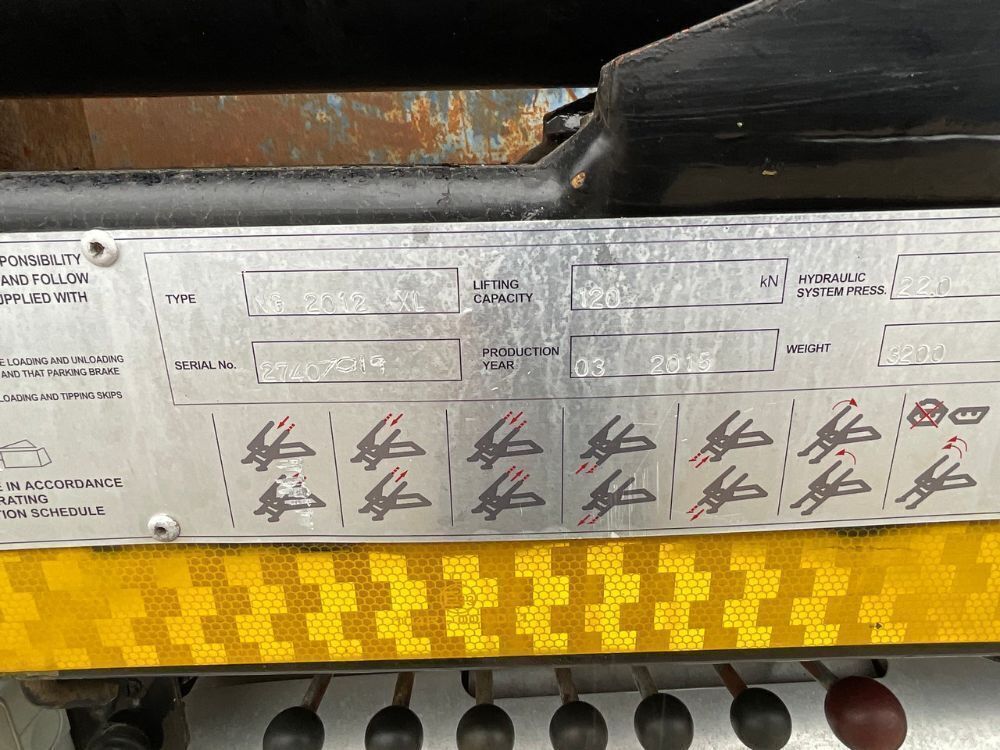 PONSIBILITY
AND FOLLOW
UPPLIED WITH
TYPE NG 2012 XL
LIFTING CAPACITY 120 kN
HYDRAULIC SYSTEM PRESS. 220
SERIAL No. 27407019
PRODUCTION YEAR 03 2015
WEIGHT 3200
E LOADING AND UNLOADING
AND THAT PARKING BRAKE
OADING AND TIPPING SKIPS
E IN ACCORDANCE
RATING
TION SCHEDULE